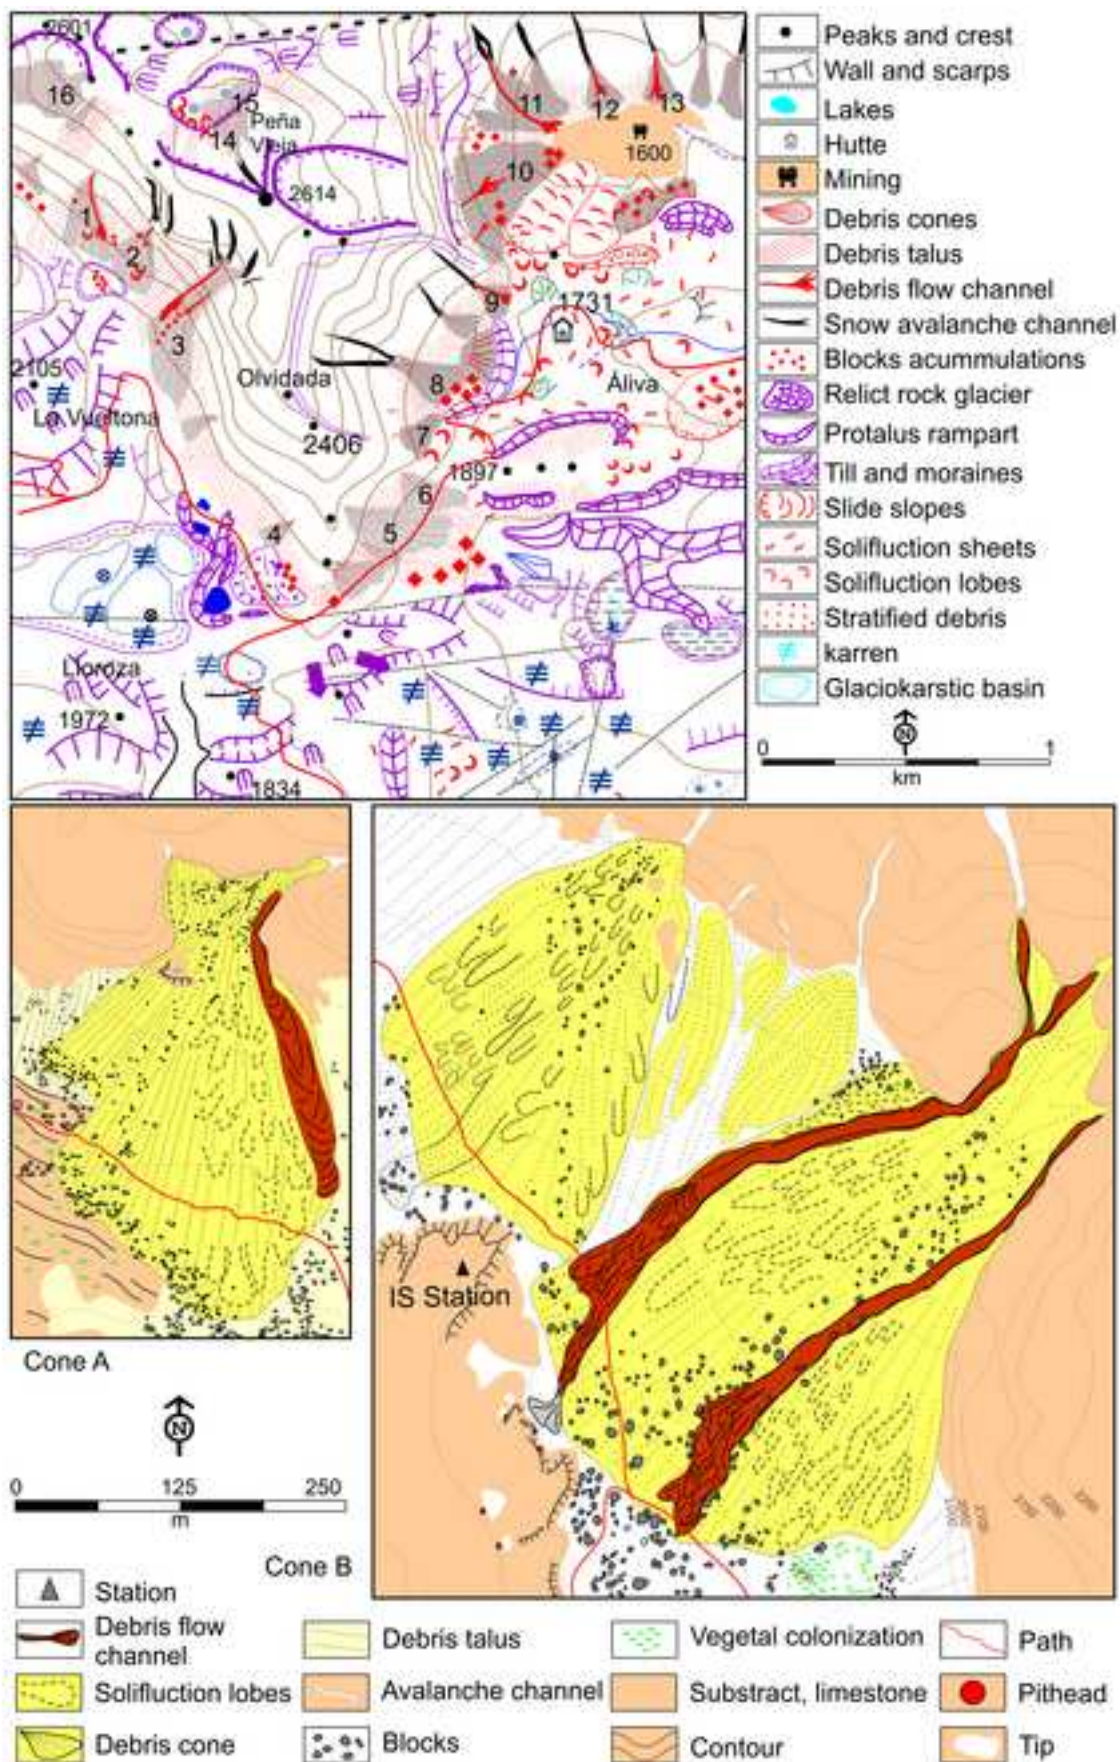 2601
16
15
14
Peña
Vieja
2614
11
12
13
1600
10
1
2
3
9
1731
2105
La Vueltona
Olvidada
8
Áliva
2406
7
1897
6
4
5
Lloroza
1972
1834
Peaks and crest
Wall and scarps
Lakes
Hutte
Mining
Debris cones
Debris talus
Debris flow channel
Snow avalanche channel
Blocks acummulations
Relict rock glacier
Protalus rampart
Till and moraines
Slide slopes
Solifluction sheets
Solifluction lobes
Stratified debris
karren
Glaciokarstic basin
N
0 1
km
IS Station
Cone A
N
0 125 250
m
Cone B
Station
Debris flow
channel
Solifluction lobes
Debris cone
Debris talus
Avalanche channel
Blocks
Vegetal colonization
Substract, limestone
Contour
Path
Pithead
Tip